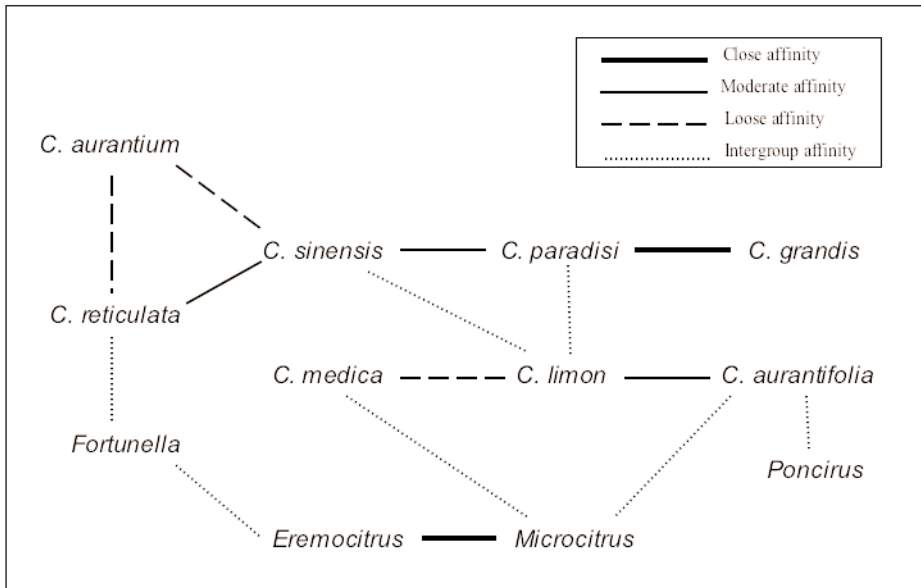 Close affinity
Moderate affinity
Loose affinity
Intergroup affinity
C. aurantium
C. sinensis
C. paradisi
C. grandis
C. reticulata
C. medica
C. limon
C. aurantifolia
Fortunella
Poncirus
Eremocitrus
Microcitrus